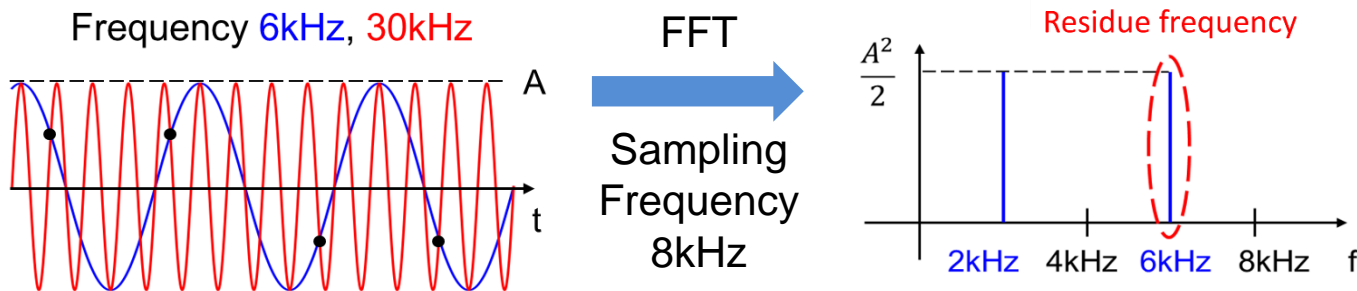 Frequency 6kHz, 30kHz
A
t
FFT
Sampling
Frequency
8kHz
Residue frequency
A²
2
2kHz 4kHz 6kHz 8kHz f